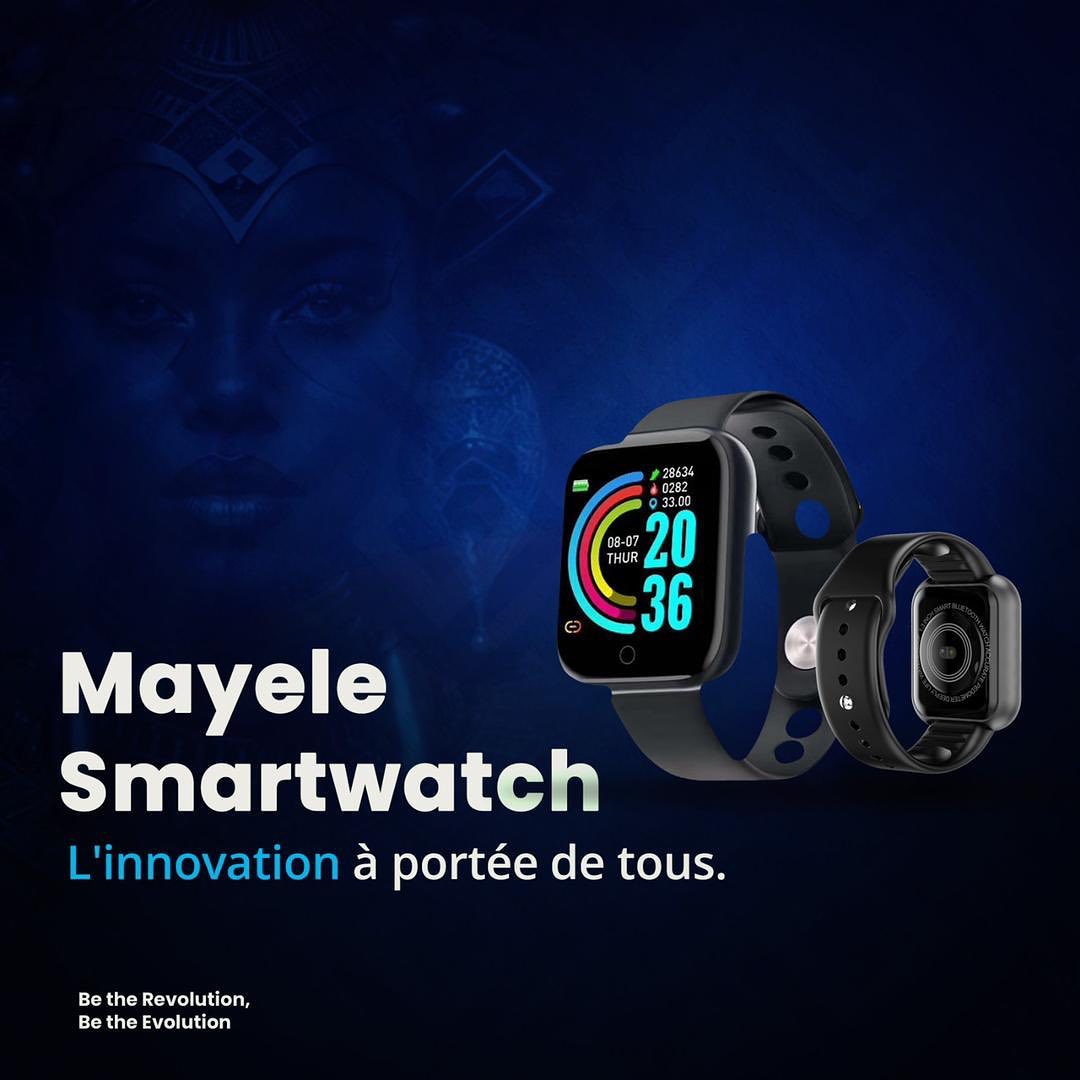 28634
0282
33.00
08-07
THUR
20
36
Mayele
Smartwatch
L'innovation à portée de tous.
Be the Revolution,
Be the Evolution